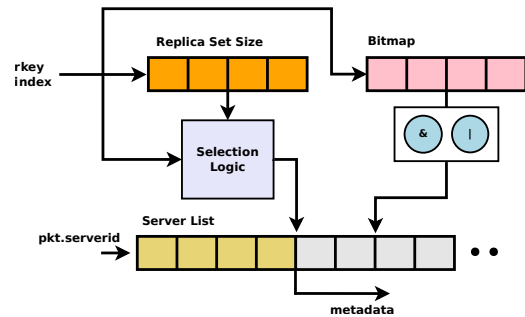 Replica Set Size
Bitmap
rkey
index
& |
Selection
Logic
Server List
pkt.serverid
metadata